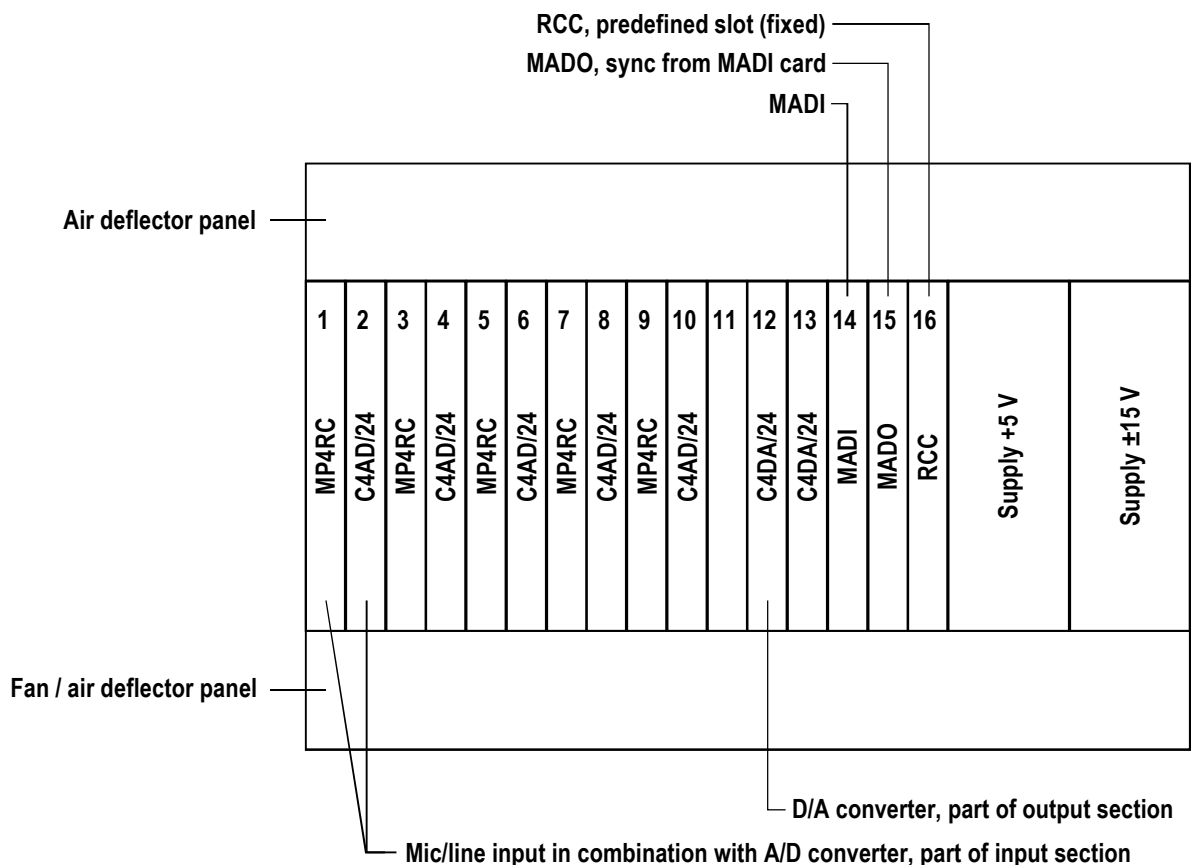 RCC, predefined slot (fixed)
MADO, sync from MADI card
MADI
Air deflector panel
1 2 3 4 5 6 7 8 9 10 11 12 13 14 15 16
MP4RC
C4AD/24
MP4RC
C4AD/24
MP4RC
C4AD/24
MP4RC
C4AD/24
MP4RC
C4AD/24
C4DA/24
C4DA/24
MADI
MADO
RCC
Supply +5 V
Supply ±15 V
Fan / air deflector panel
D/A converter, part of output section
Mic/line input in combination with A/D converter, part of input section